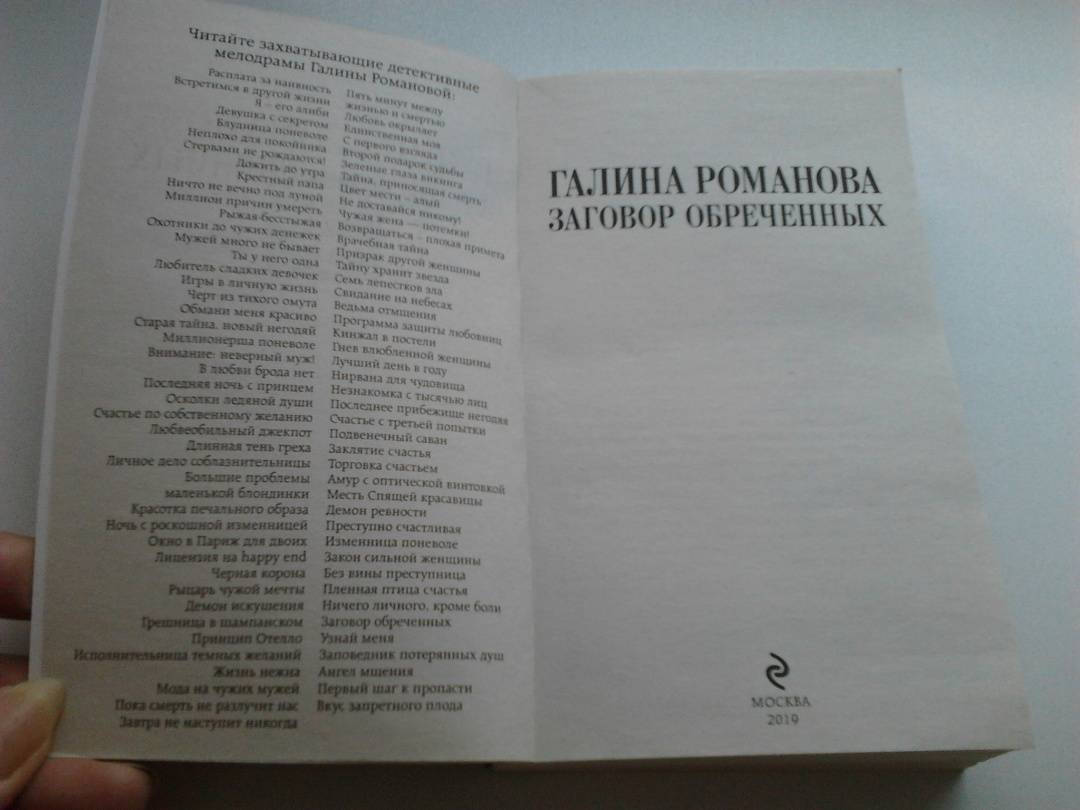 Читайте захватывающие детективные
мелодрамы Галины Романовой:
Расплата за наивность
Встретимся в другой жизни
Я – его алиби
Девушка с секретом
Блудница поневоле
Неплохо для покойника
Стервами не рождаются!
Дожить до утра
Крестный папа
Ничто не вечно под луной
Миллион причин умереть
Рыжая-бесстыжая
Охотники до чужих денежек
Мужей много не бывает
Ты у него одна
Любитель сладких девочек
Игры в личную жизнь
Черт из тихого омута
Обмани меня красиво
Старая тайна, новый негодяй
Миллионерша поневоле
Внимание: неверный муж!
В любви брода нет
Последняя ночь с принцем
Осколки ледяной души
Счастье по собственному желанию
Любвеобильный джекпот
Длинная тень греха
Личное дело соблазнительницы
Большие проблемы
маленькой блондинки
Красотка печального образа
Ночь с роскошной изменницей
Окно в Париж для двоих
Лицензия на happy end
Черная корона
Рыцарь чужой мечты
Демон искушения
Грешница в шампанском
Принцип Отелло
Исполнительница темных желаний
Жизнь нежна
Мода на чужих мужей
Пока смерть не разлучит нас
Завтра не наступит никогда
Пять минут между
жизнью и смертью
Любовь окрыляет
Единственная моя
С первого взгляда
Второй подарок судьбы
Зеленые глаза викинга
Тайна, приносящая смерть
Цвет мести – алый
Не доставайся никому!
Чужая жена — потемки!
Возвращаться – плохая примета
Врачебная тайна
Призрак другой женщины
Тайну хранит звезда
Семь лепестков зла
Свидание на небесах
Ведьма отмщения
Программа защиты любовниц
Кинжал в постели
Гнев влюбленной женщины
Лучший день в году
Нирвана для чудовища
Незнакомка с тысячью лиц
Последнее прибежище негодяя
Счастье с третьей попытки
Подвенечный саван
Заклятие счастья
Торговка счастьем
Амур с оптической винтовкой
Месть Спящей красавицы
Демон ревности
Преступно счастливая
Изменница поневоле
Закон сильной женщины
Без вины преступница
Пленная птица счастья
Ничего личного, кроме боли
Заговор обреченных
Узнай меня
Заповедник потерянных душ
Ангел мщения
Первый шаг к пропасти
Вкус запретного плода
ГАЛИНА РОМАНОВА
ЗАГОВОР ОБРЕЧЕННЫХ
МОСКВА
2019